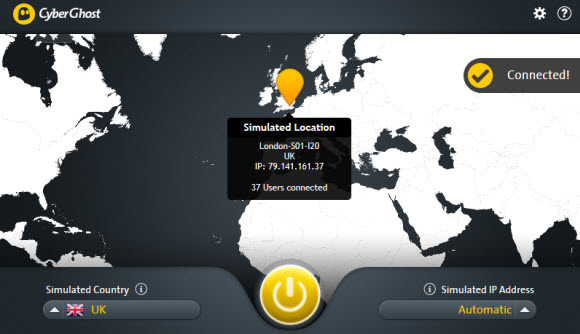 CyberGhost
Connected!
Simulated Location
London-S01-I20
UK
IP: 79.141.161.37
37 Users connected
Simulated Country
UK
Simulated IP Address
Automatic